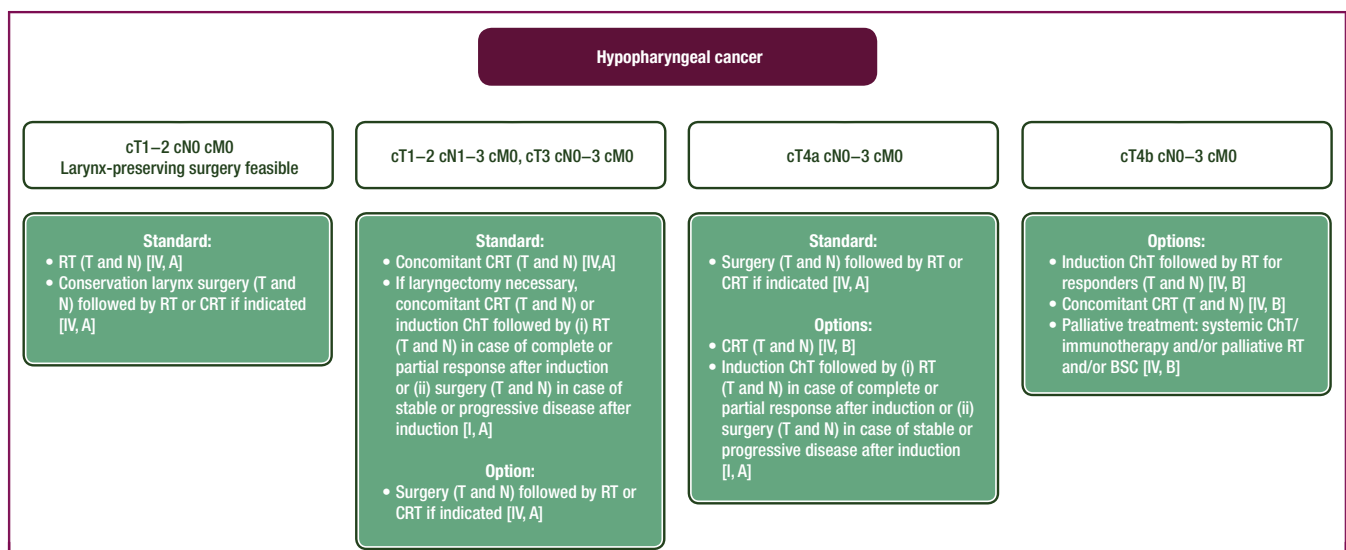 Hypopharyngeal cancer
cT1–2 cN0 cM0
Larynx-preserving surgery feasible
Standard:
• RT (T and N) [IV, A]
• Conservation larynx surgery (T and
N) followed by RT or CRT if indicated
[IV, A]
cT1–2 cN1–3 cM0, cT3 cN0–3 cM0
Standard:
• Concomitant CRT (T and N) [IV,A]
• If laryngectomy necessary,
concomitant CRT (T and N) or
induction ChT followed by (i) RT
(T and N) in case of complete or
partial response after induction
or (ii) surgery (T and N) in case of
stable or progressive disease after
induction [I, A]
Option:
• Surgery (T and N) followed by RT or
CRT if indicated [IV, A]
cT4a cN0–3 cM0
Standard:
• Surgery (T and N) followed by RT or
CRT if indicated [IV, A]
Options:
• CRT (T and N) [IV, B]
• Induction ChT followed by (i) RT
(T and N) in case of complete or
partial response after induction or (ii)
surgery (T and N) in case of stable or
progressive disease after induction
[I, A]
cT4b cN0–3 cM0
Options:
• Induction ChT followed by RT for
responders (T and N) [IV, B]
• Concomitant CRT (T and N) [IV, B]
• Palliative treatment: systemic ChT/
immunotherapy and/or palliative RT
and/or BSC [IV, B]